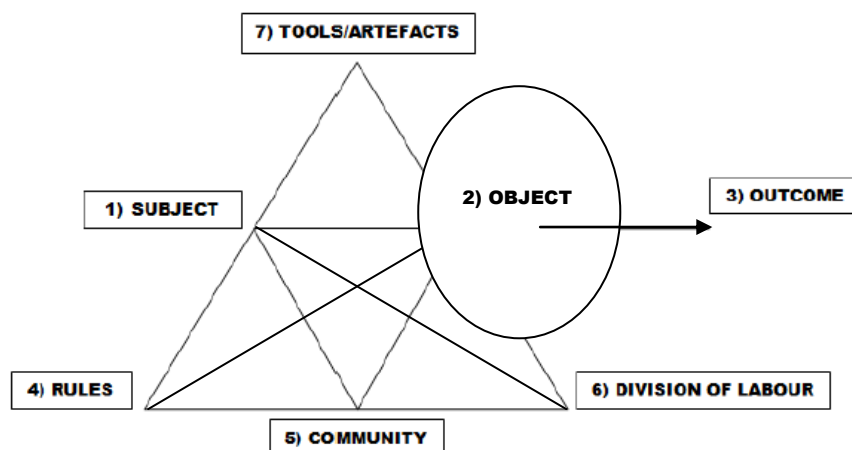 7) TOOLS/ARTEFACTS
2) OBJECT
3) OUTCOME
1) SUBJECT
4) RULES
6) DIVISION OF LABOUR
5) COMMUNITY